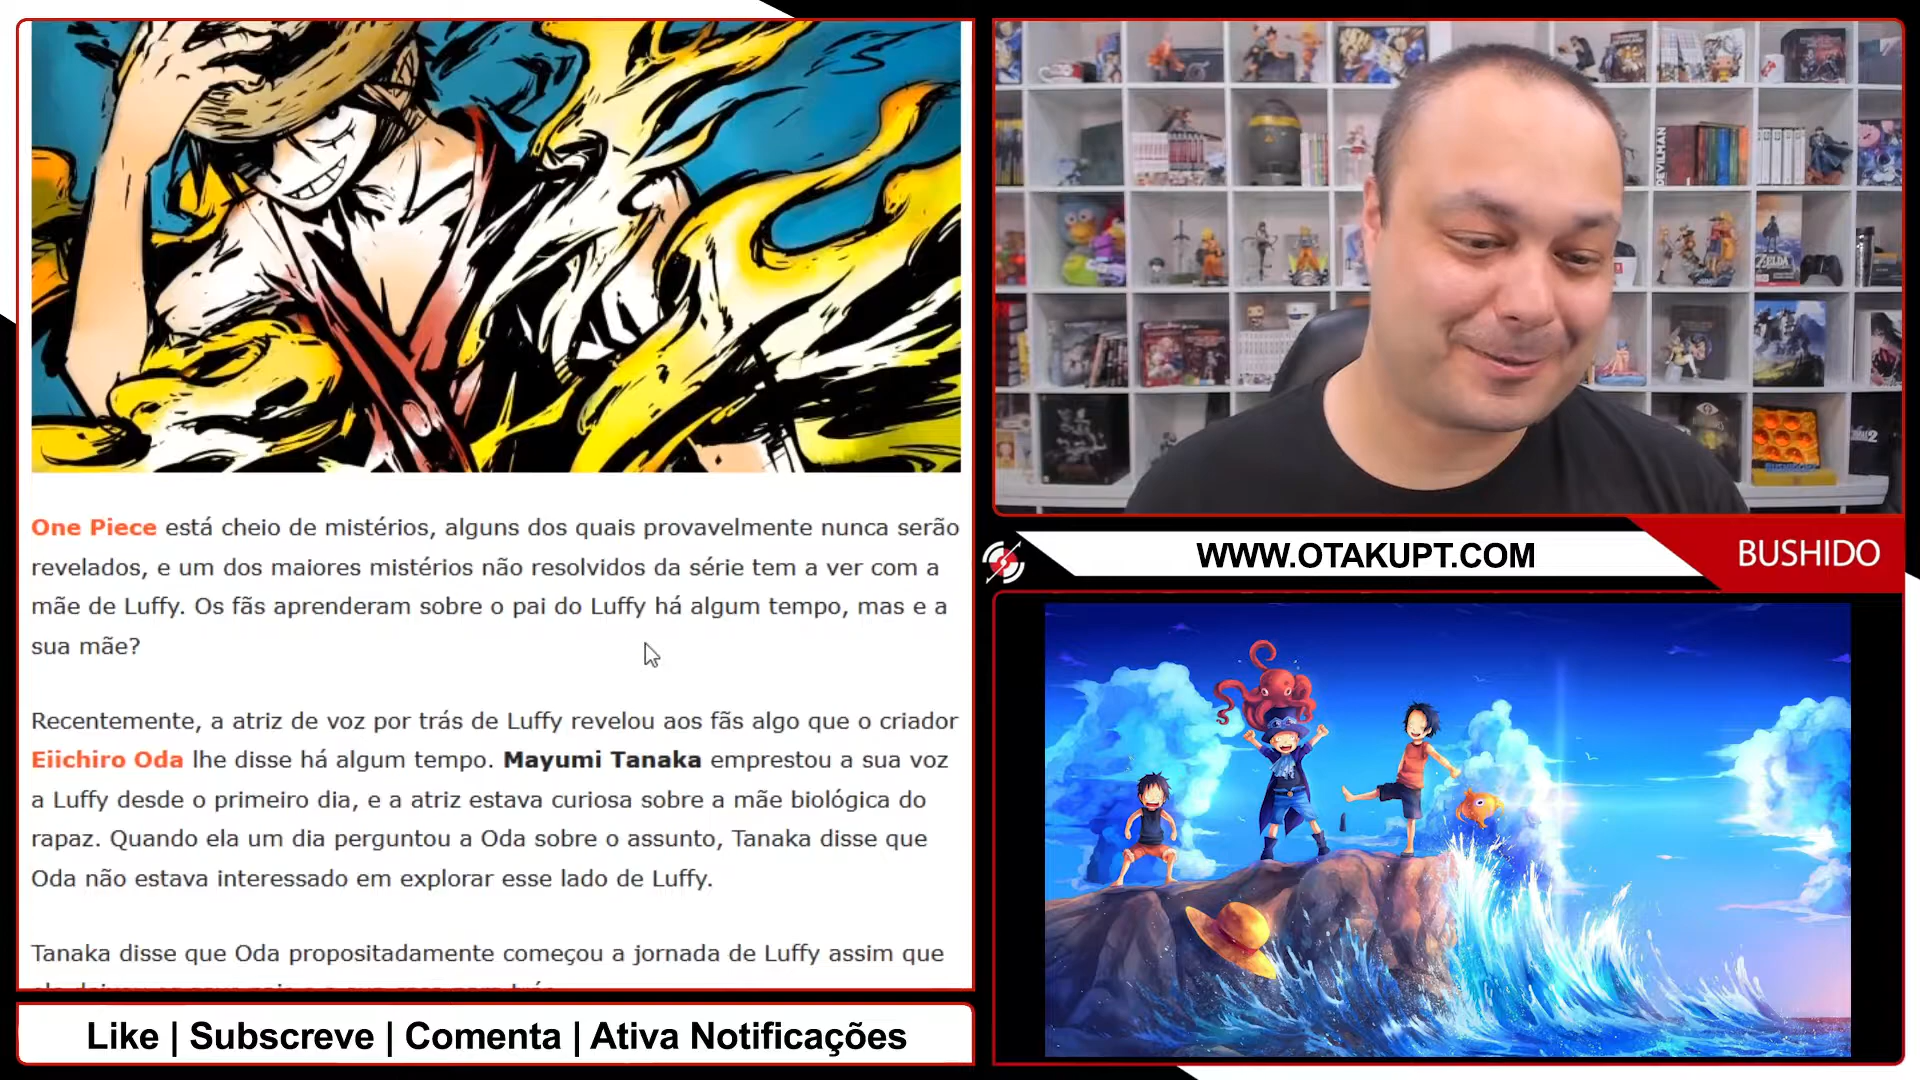 One Piece está cheio de mistérios, alguns dos quais provavelmente nunca serão
revelados, e um dos maiores mistérios não resolvidos da série tem a ver com a
mãe de Luffy. Os fãs aprenderam sobre o pai do Luffy há algum tempo, mas e a
sua mãe?
Recentemente, a atriz de voz por trás de Luffy revelou aos fãs algo que o criador
Eiichiro Oda lhe disse há algum tempo. Mayumi Tanaka emprestou a sua voz
a Luffy desde o primeiro dia, e a atriz estava curiosa sobre a mãe biológica do
rapaz. Quando ela um dia perguntou a Oda sobre o assunto, Tanaka disse que
Oda não estava interessado em explorar esse lado de Luffy.
Tanaka disse que Oda propositadamente começou a jornada de Luffy assim que
Like | Subscreve | Comenta | Ativa Notificações
DEVILMAN
ZELDA
WWW.OTAKUPT.COM
BUSHIDO